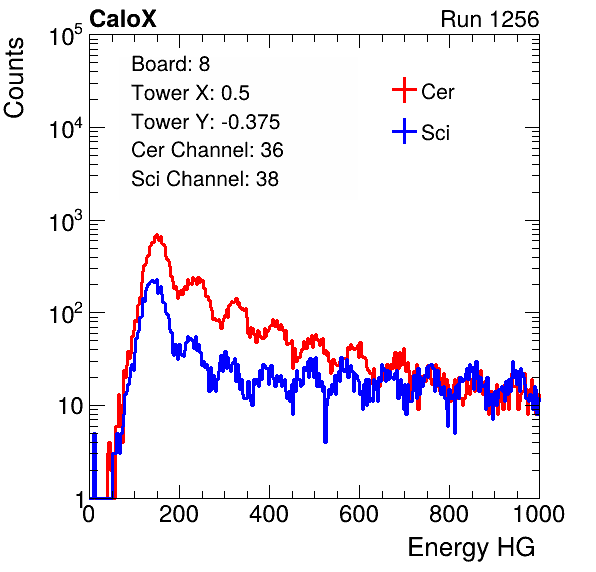 CaloX Run 1256
Counts
10^5
10^4
10^3
10^2
10
1
Board: 8
Tower X: 0.5
Tower Y: -0.375
Cer Channel: 36
Sci Channel: 38
Cer
Sci
0 200 400 600 800 1000
Energy HG